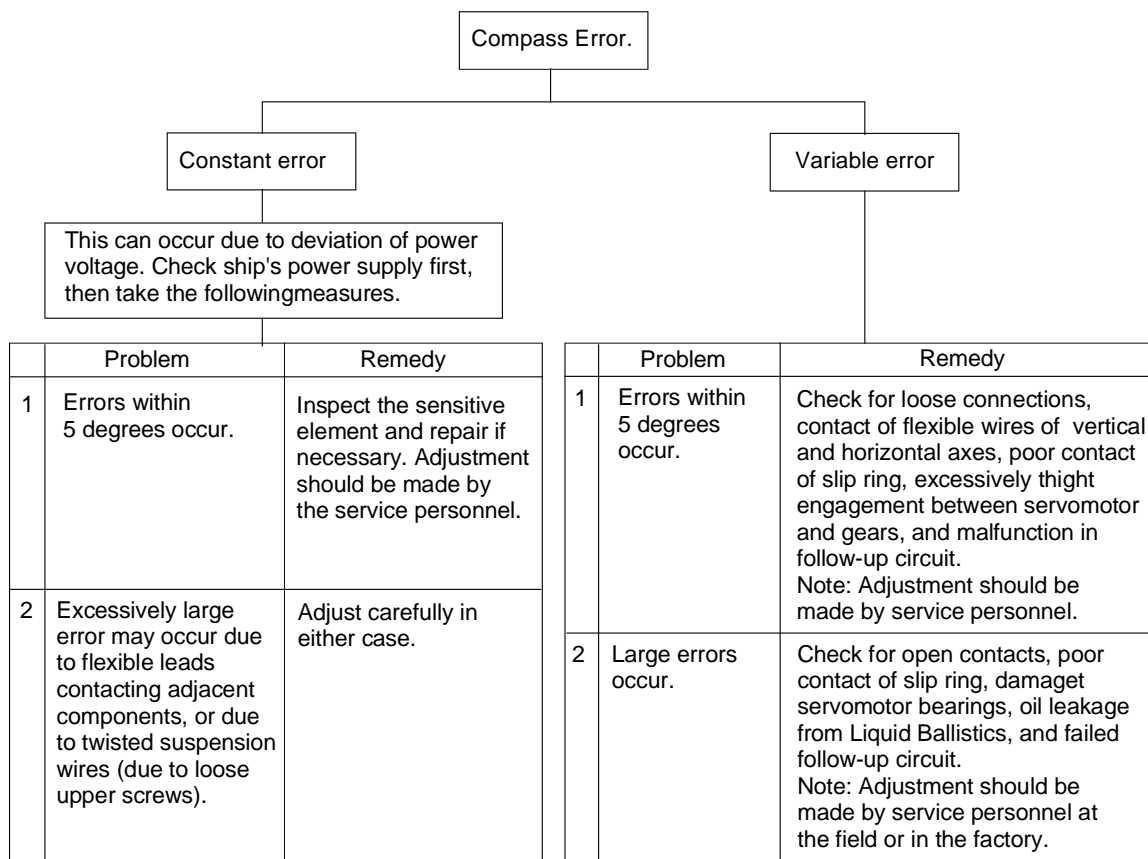 Compass Error.
Constant error
Variable error
This can occur due to deviation of power
voltage. Check ship's power supply first,
then take the followingmeasures.
Problem
Remedy
1
Errors within
5 degrees occur.
Inspect the sensitive
element and repair if
necessary. Adjustment
should be made by
the service personnel.
2
Excessively large
error may occur due
to flexible leads
contacting adjacent
components, or due
to twisted suspension
wires (due to loose
upper screws).
Adjust carefully in
either case.
Problem
Remedy
1
Errors within
5 degrees
occur.
Check for loose connections,
contact of flexible wires of vertical
and horizontal axes, poor contact
of slip ring, excessively thight
engagement between servomotor
and gears, and malfunction in
follow-up circuit.
Note: Adjustment should be
made by service personnel.
2
Large errors
occur.
Check for open contacts, poor
contact of slip ring, damaget
servomotor bearings, oil leakage
from Liquid Ballistics, and failed
follow-up circuit.
Note: Adjustment should be
made by service personnel at
the field or in the factory.